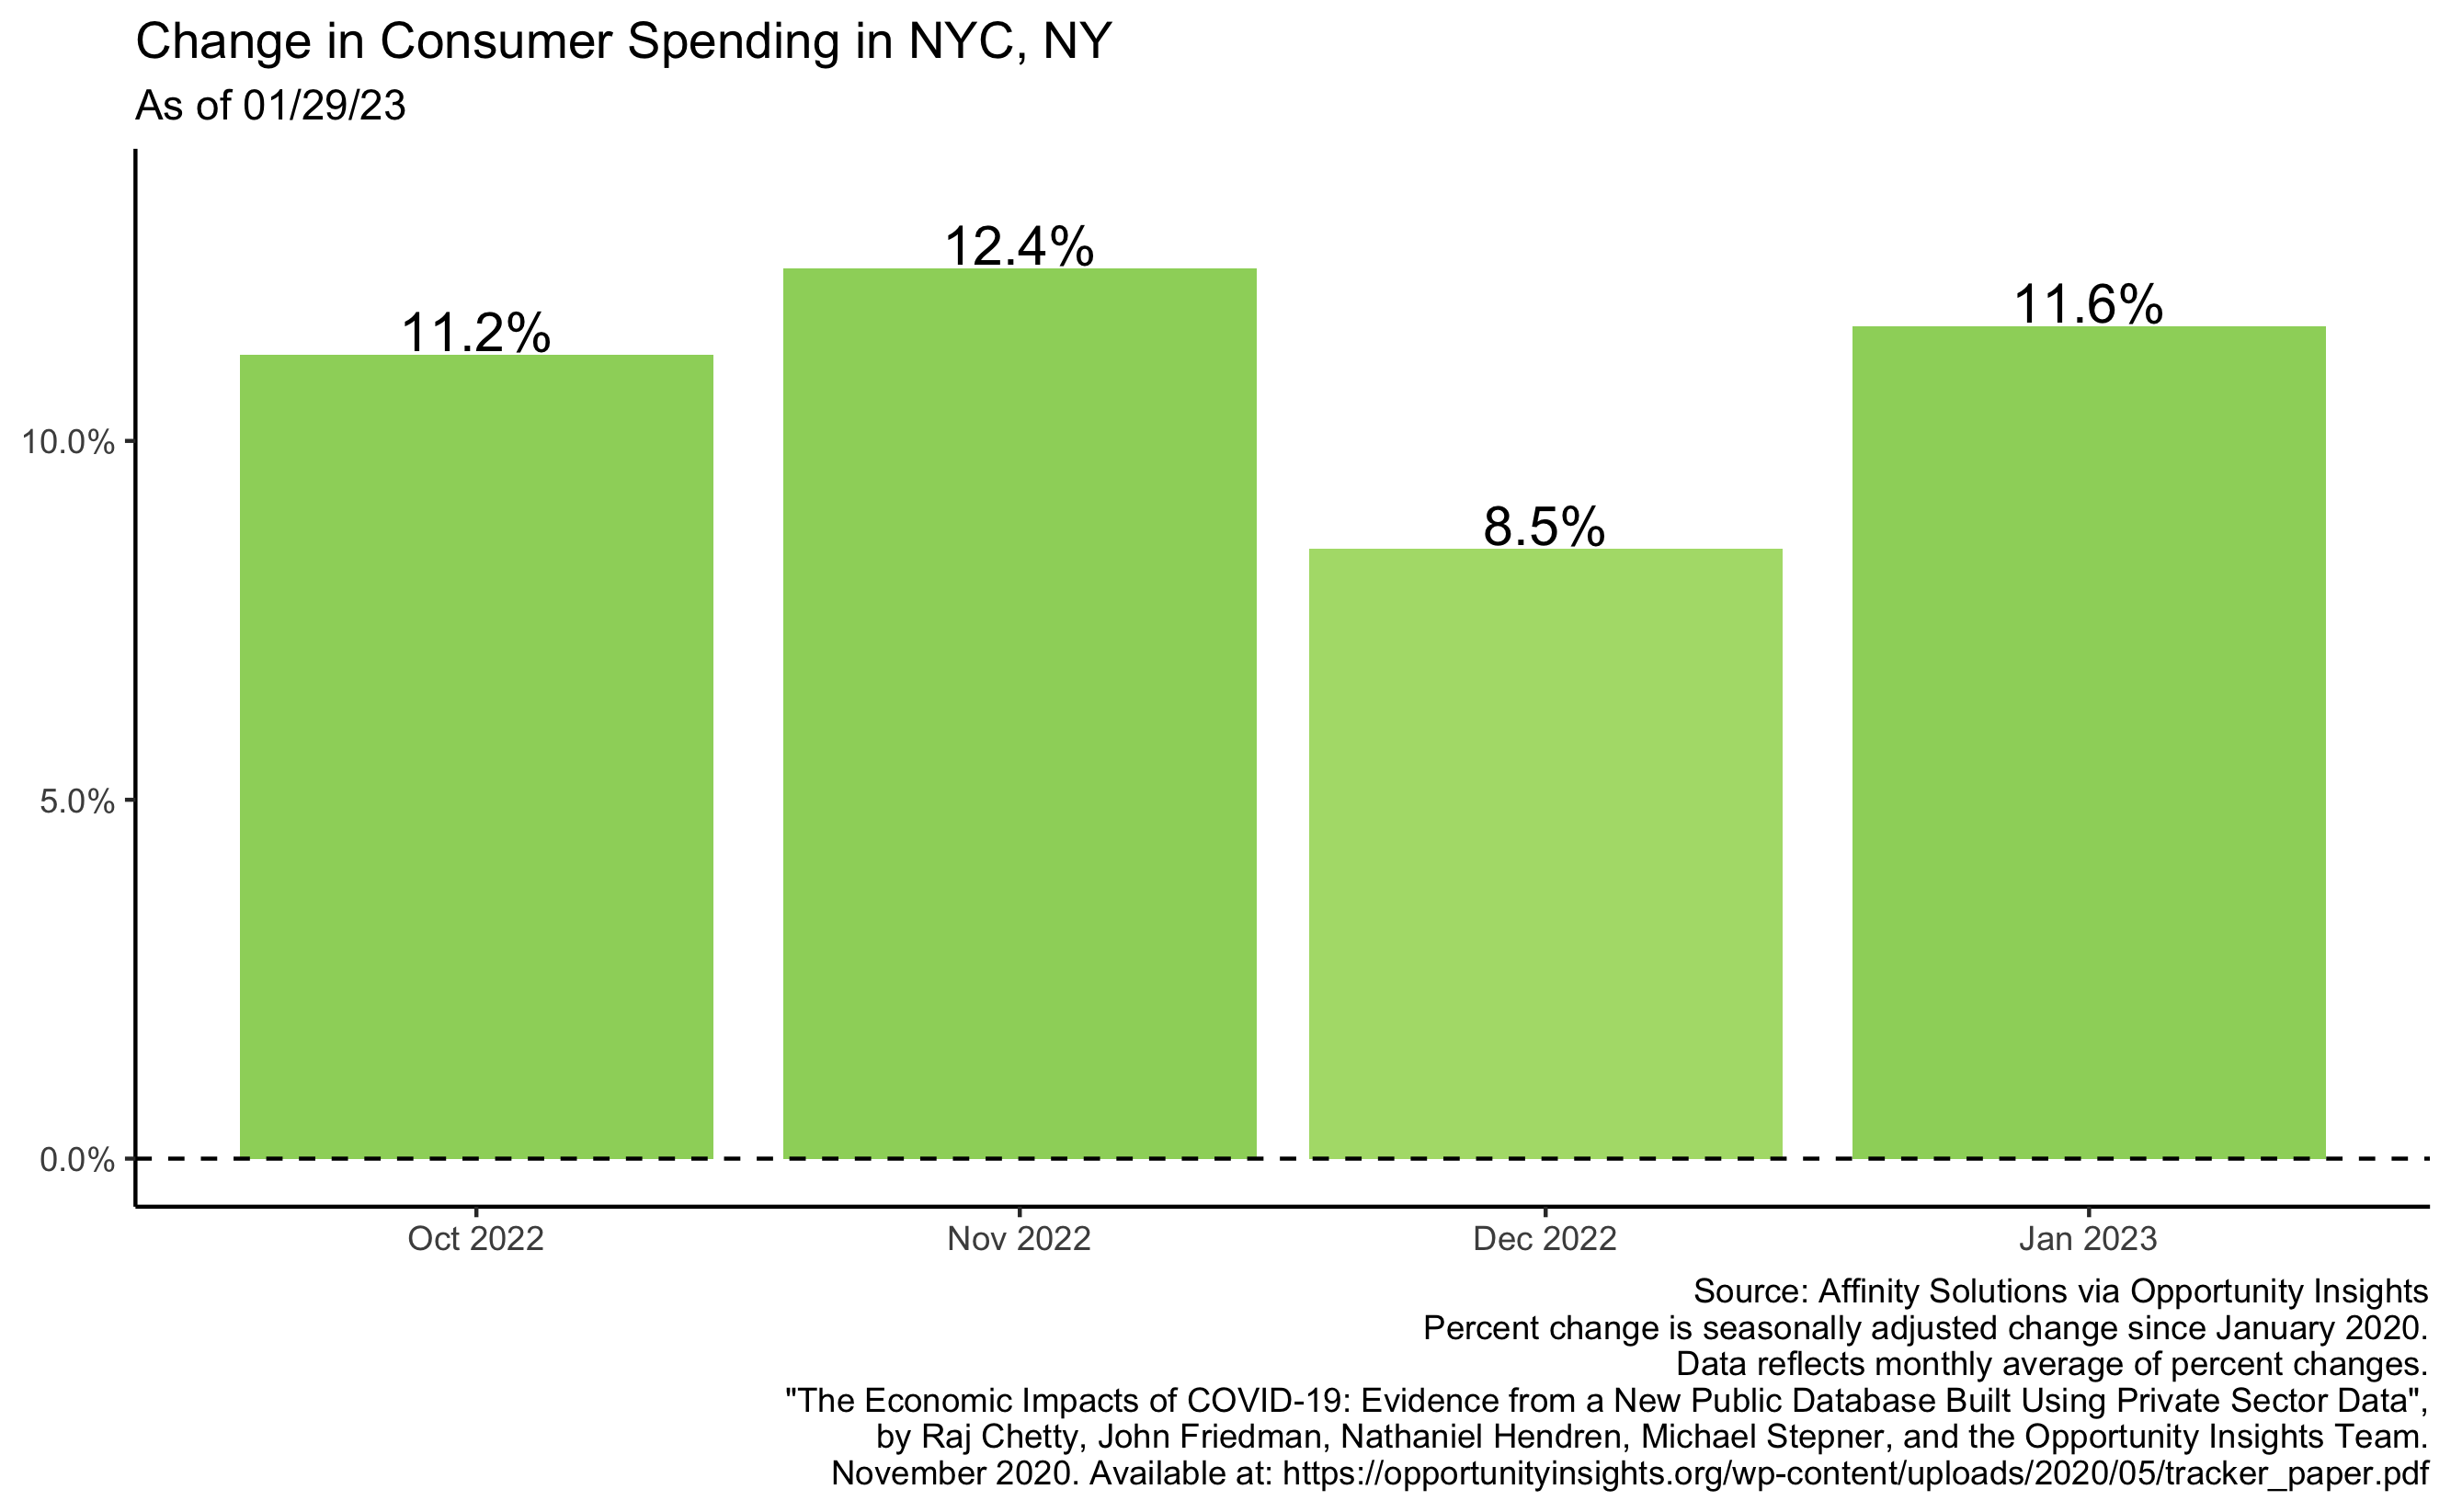 Change in Consumer Spending in NYC, NY
As of 01/29/23
11.2%
12.4%
8.5%
11.6%
10.0%
5.0%
0.0%
Oct 2022
Nov 2022
Dec 2022
Jan 2023
Source: Affinity Solutions via Opportunity Insights
Percent change is seasonally adjusted change since January 2020.
Data reflects monthly average of percent changes.
"The Economic Impacts of COVID-19: Evidence from a New Public Database Built Using Private Sector Data",
by Raj Chetty, John Friedman, Nathaniel Hendren, Michael Stepner, and the Opportunity Insights Team.
November 2020. Available at: https://opportunityinsights.org/wp-content/uploads/2020/05/tracker_paper.pdf